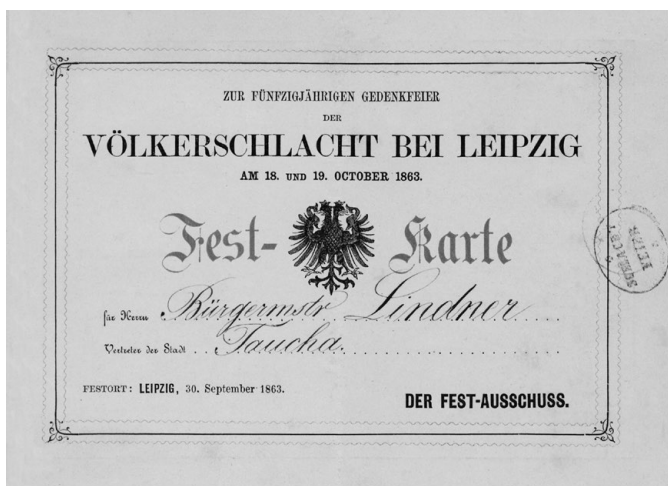 ZUR FÜNFZIGJÄHRIGEN GEDENKFEIER
DER
VÖLKERSCHLACHT BEI LEIPZIG
AM 18. UND 19. OCTOBER 1863.
Fest-Karte
für Herrn Bürgermstr Lindner
Vertreter der Stadt Taucha
FESTORT: LEIPZIG, 30. September 1863.
DER FEST-AUSSCHUSS.